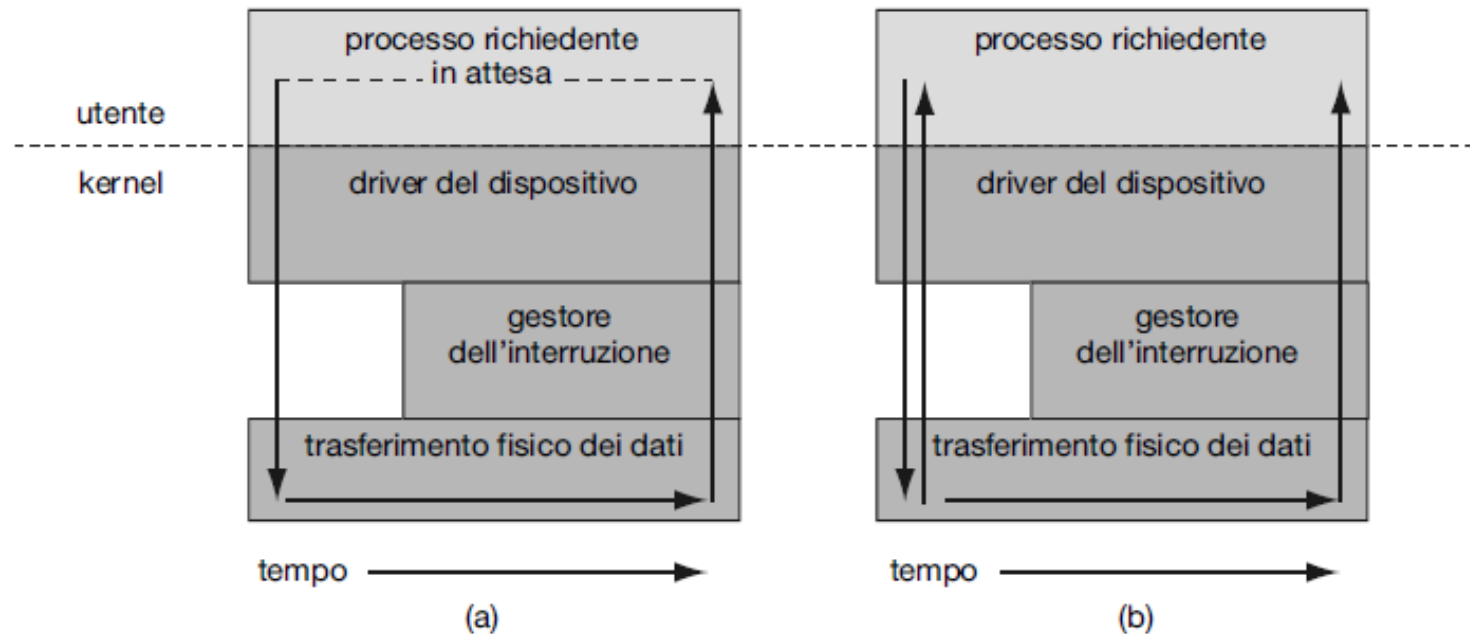 processo richiedente
in attesa
utente
kernel
driver del dispositivo
gestore
dell'interruzione
trasferimento fisico dei dati
tempo
(a)
processo richiedente
driver del dispositivo
gestore
dell'interruzione
trasferimento fisico dei dati
tempo
(b)